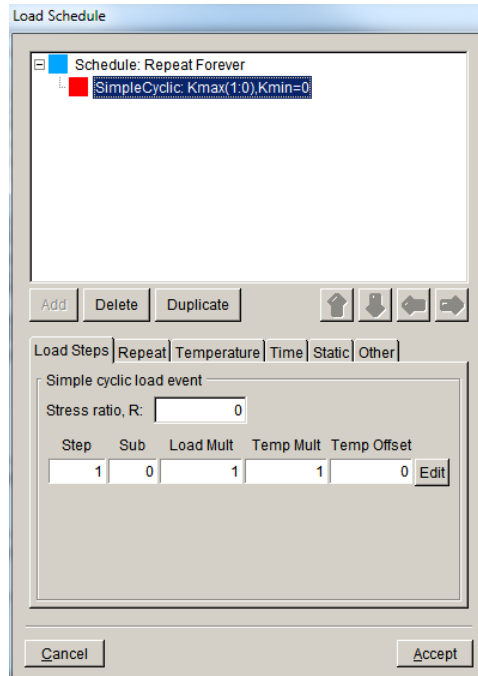 Load Schedule
Schedule: Repeat Forever
SimpleCyclic: Kmax(1:0),Kmin=0
Add Delete Duplicate
Load Steps Repeat Temperature Time Static Other
Simple cyclic load event
Stress ratio, R: 0
Step Sub Load Mult Temp Mult Temp Offset
1 0 1 1 0 Edit
Cancel Accept